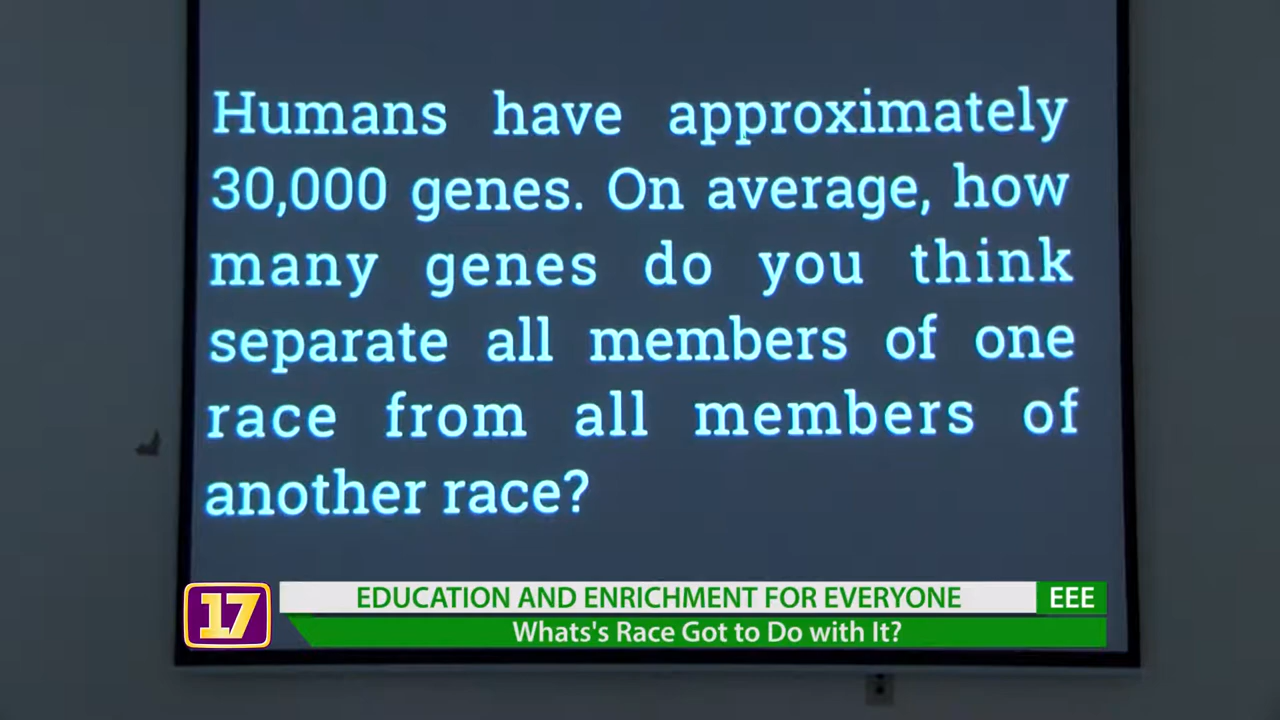 Humans have approximately
30,000 genes. On average, how
many genes do you think
separate all members of one
race from all members of
another race?
17
EDUCATION AND ENRICHMENT FOR EVERYONE
EEE
Whats's Race Got to Do with It?